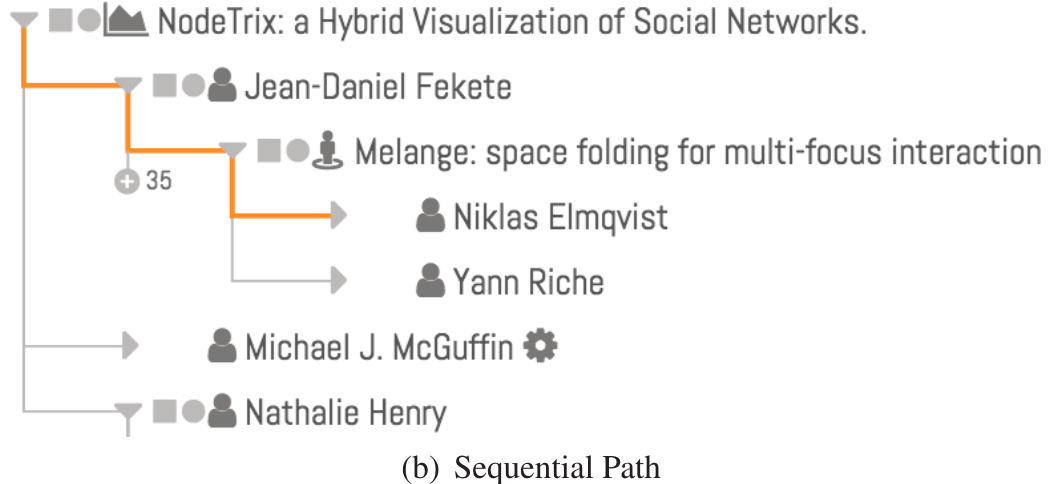 NodeTrix: a Hybrid Visualization of Social Networks.
Jean-Daniel Fekete
Melange: space folding for multi-focus interaction
35
Niklas Elmqvist
Yann Riche
Michael J. McGuffin
Nathalie Henry
(b) Sequential Path